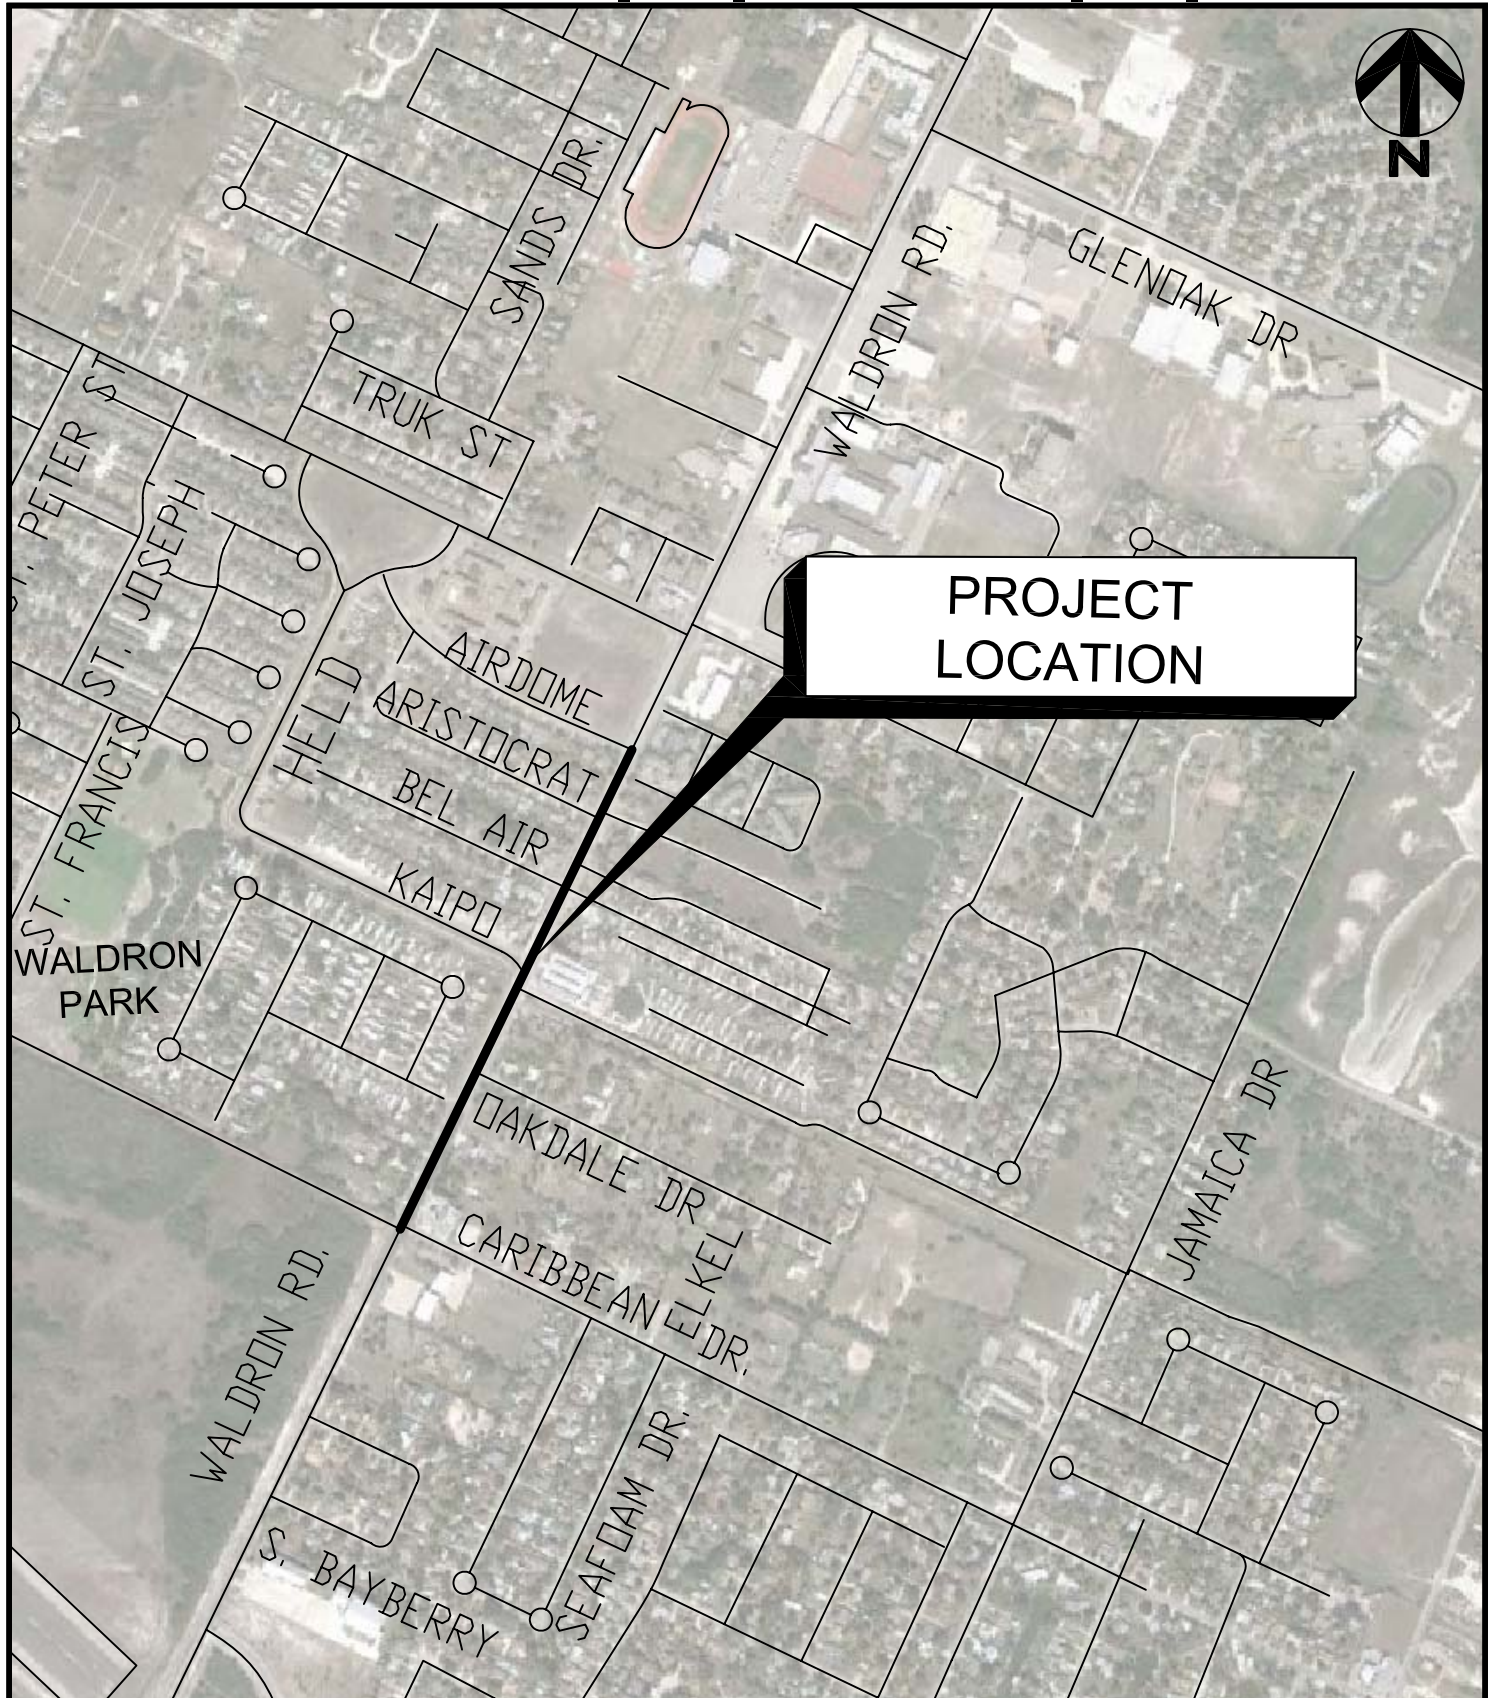 N
SANDS DR.
WALDRON RD.
GLENOAK DR
TRUK ST
ST. PETER ST
ST. JOSEPH
PROJECT
LOCATION
AIRDOME
ARISTOCRAT
HELD
BEL AIR
ST. FRANCIS
KAIPO
WALDRON
PARK
OAKDALE DR
JAMAICA DR
CARIBBEAN DR.
ELKEL
WALDRON RD.
SEAFOAM DR.
S. BAYBERRY